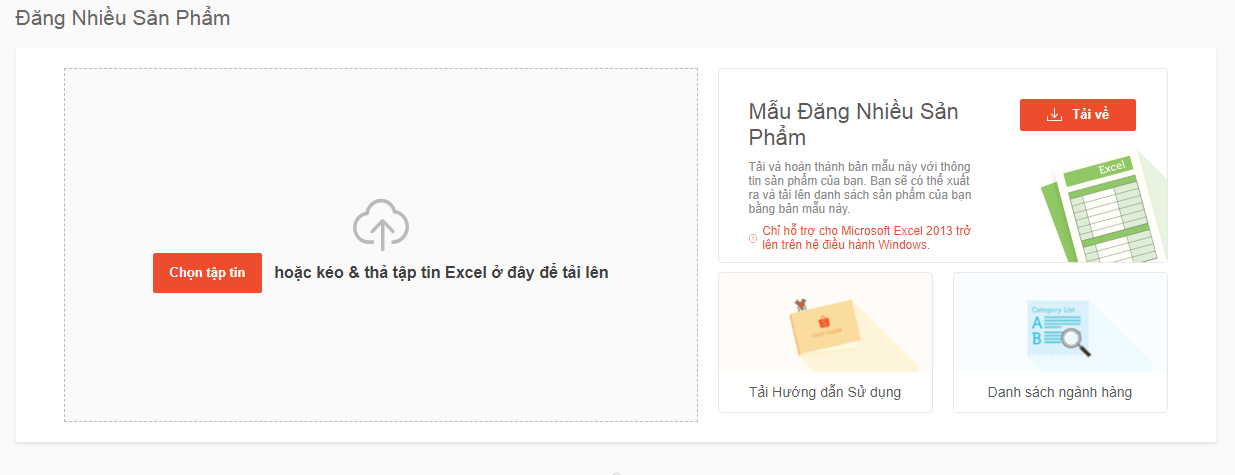 Đăng Nhiều Sản Phẩm
Chọn tập tin
hoặc kéo & thả tập tin Excel ở đây để tải lên
Mẫu Đăng Nhiều Sản
Phẩm
Tải về
Tải và hoàn thành bản mẫu này với thông
tin sản phẩm của bạn. Bạn sẽ có thể xuất
ra và tải lên danh sách sản phẩm của bạn
bằng bản mẫu này.
Chỉ hỗ trợ cho Microsoft Excel 2013 trở
lên trên hệ điều hành Windows.
Excel
User Guide
Tải Hướng dẫn Sử dụng
Category List
A
B
Danh sách ngành hàng